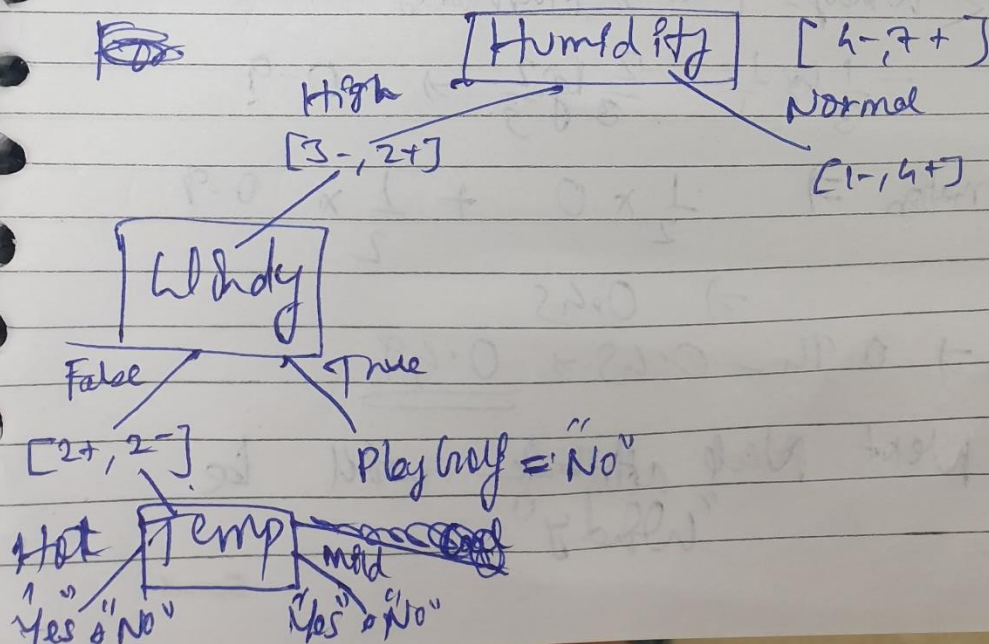 Humidity [4-, 7+]
High Normal
[3-, 2+] [1-, 4+]
Windy
False True
[2+, 2-] Play Golf = "No"
Hot Temp Mild
"Yes" & "No" "Yes" & "No"